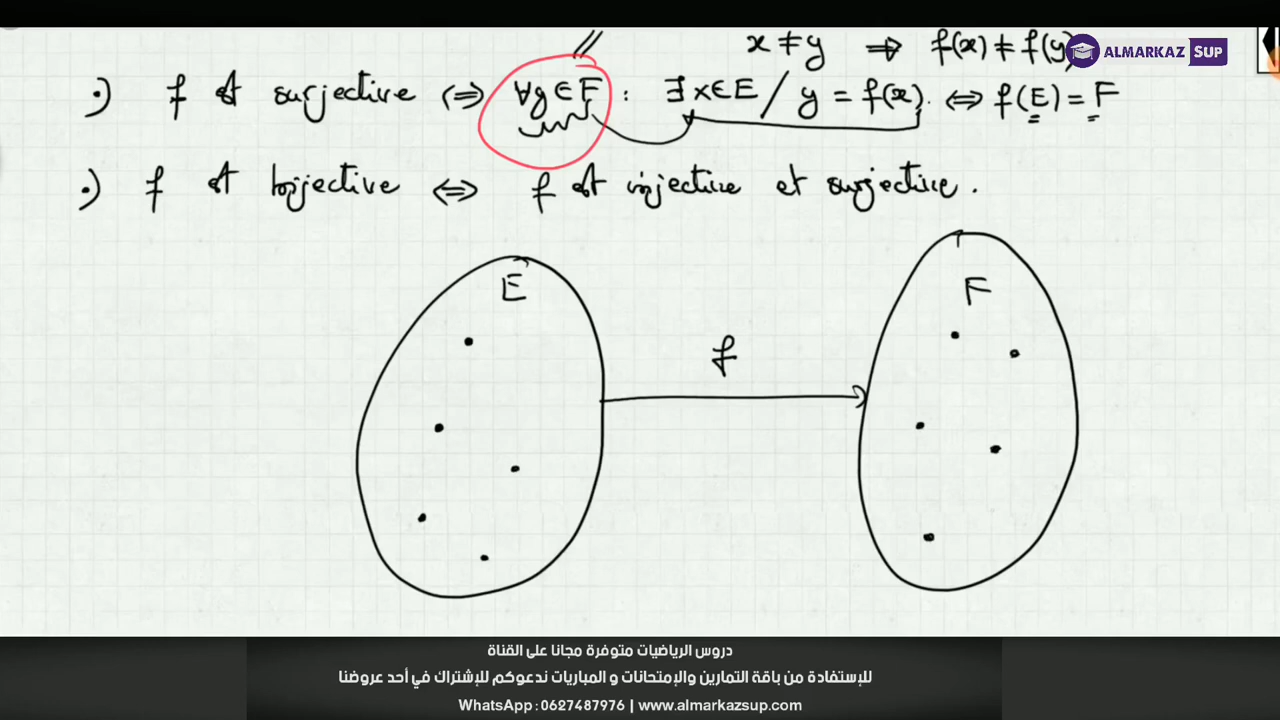 x ≠ y ⇒ f(x) ≠ f(y)
ALMARKAZ SUP
•) f est surjective ⇔ ∀y ∈ F : ∃ x ∈ E / y = f(x). ⇔ f(E) = F
•) f est bijective ⇔ f est injective et surjective.
E
F
f
دروس الرياضيات متوفرة مجانا على القناة
للإستفادة من باقة التمارين والإمتحانات و المباريات ندعوكم للإشتراك في أحد عروضنا
WhatsApp : 0627487976 | www.almarkazsup.com